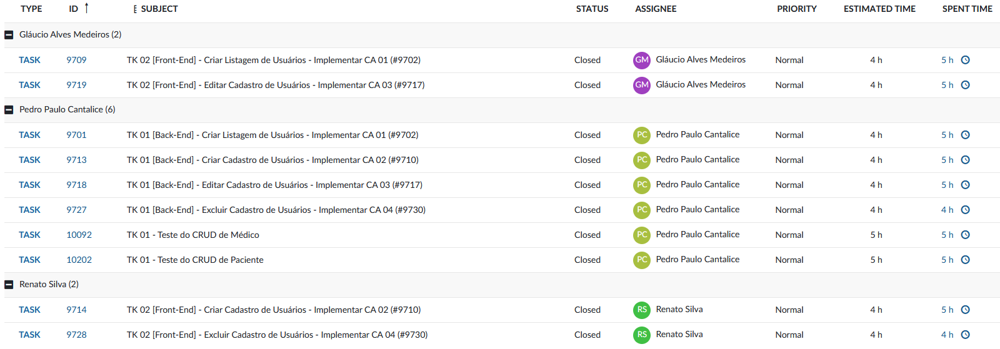 TYPE ID SUBJECT STATUS ASSIGNEE PRIORITY ESTIMATED TIME SPENT TIME
Gláucio Alves Medeiros (2)
TASK 9709 TK 02 [Front-End] - Criar Listagem de Usuários - Implementar CA 01 (#9702) Closed GM Gláucio Alves Medeiros Normal 4 h 5 h
TASK 9719 TK 02 [Front-End] - Editar Cadastro de Usuários - Implementar CA 03 (#9717) Closed GM Gláucio Alves Medeiros Normal 4 h 5 h
Pedro Paulo Cantalice (6)
TASK 9701 TK 01 [Back-End] - Criar Listagem de Usuários - Implementar CA 01 (#9702) Closed PC Pedro Paulo Cantalice Normal 4 h 5 h
TASK 9713 TK 01 [Back-End] - Criar Cadastro de Usuários - Implementar CA 02 (#9710) Closed PC Pedro Paulo Cantalice Normal 4 h 5 h
TASK 9718 TK 01 [Back-End] - Editar Cadastro de Usuários - Implementar CA 03 (#9717) Closed PC Pedro Paulo Cantalice Normal 4 h 5 h
TASK 9727 TK 01 [Back-End] - Excluir Cadastro de Usuários - Implementar CA 04 (#9730) Closed PC Pedro Paulo Cantalice Normal 4 h 4 h
TASK 10092 TK 01 - Teste do CRUD de Médico Closed PC Pedro Paulo Cantalice Normal 5 h 5 h
TASK 10202 TK 01 - Teste do CRUD de Paciente Closed PC Pedro Paulo Cantalice Normal 5 h 5 h
Renato Silva (2)
TASK 9714 TK 02 [Front-End] - Criar Cadastro de Usuários - Implementar CA 02 (#9710) Closed RS Renato Silva Normal 4 h 5 h
TASK 9728 TK 02 [Front-End] - Excluir Cadastro de Usuários - Implementar CA 04 (#9730) Closed RS Renato Silva Normal 4 h 4 h